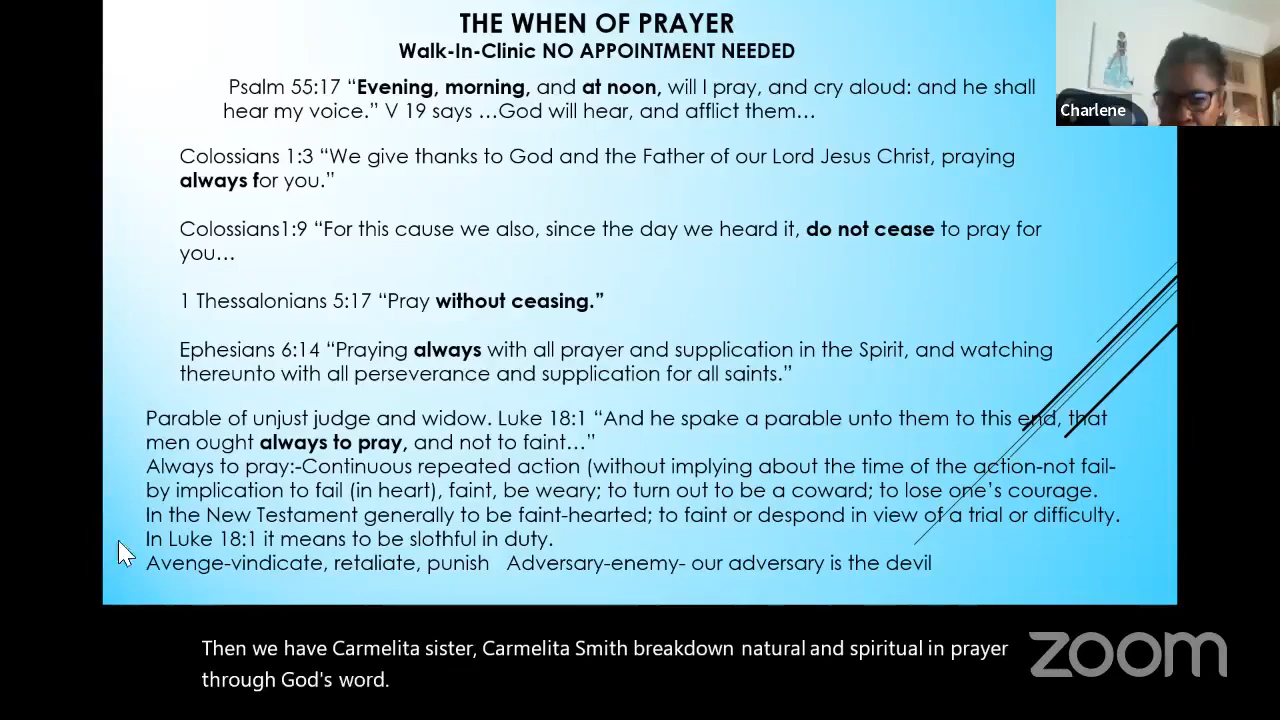 THE WHEN OF PRAYER
Walk-In-Clinic NO APPOINTMENT NEEDED
Psalm 55:17 “Evening, morning, and at noon, will I pray, and cry aloud: and he shall
hear my voice.” V 19 says …God will hear, and afflict them…
Charlene
Colossians 1:3 “We give thanks to God and the Father of our Lord Jesus Christ, praying
always for you.”
Colossians1:9 “For this cause we also, since the day we heard it, do not cease to pray for
you…
1 Thessalonians 5:17 “Pray without ceasing.”
Ephesians 6:14 “Praying always with all prayer and supplication in the Spirit, and watching
thereunto with all perseverance and supplication for all saints.”
Parable of unjust judge and widow. Luke 18:1 “And he spake a parable unto them to this end, that
men ought always to pray, and not to faint…”
Always to pray:-Continuous repeated action (without implying about the time of the action-not fail-
by implication to fail (in heart), faint, be weary; to turn out to be a coward; to lose one’s courage.
In the New Testament generally to be faint-hearted; to faint or despond in view of a trial or difficulty.
In Luke 18:1 it means to be slothful in duty.
Avenge-vindicate, retaliate, punish   Adversary-enemy- our adversary is the devil
Then we have Carmelita sister, Carmelita Smith breakdown natural and spiritual in prayer
through God's word.
zoom